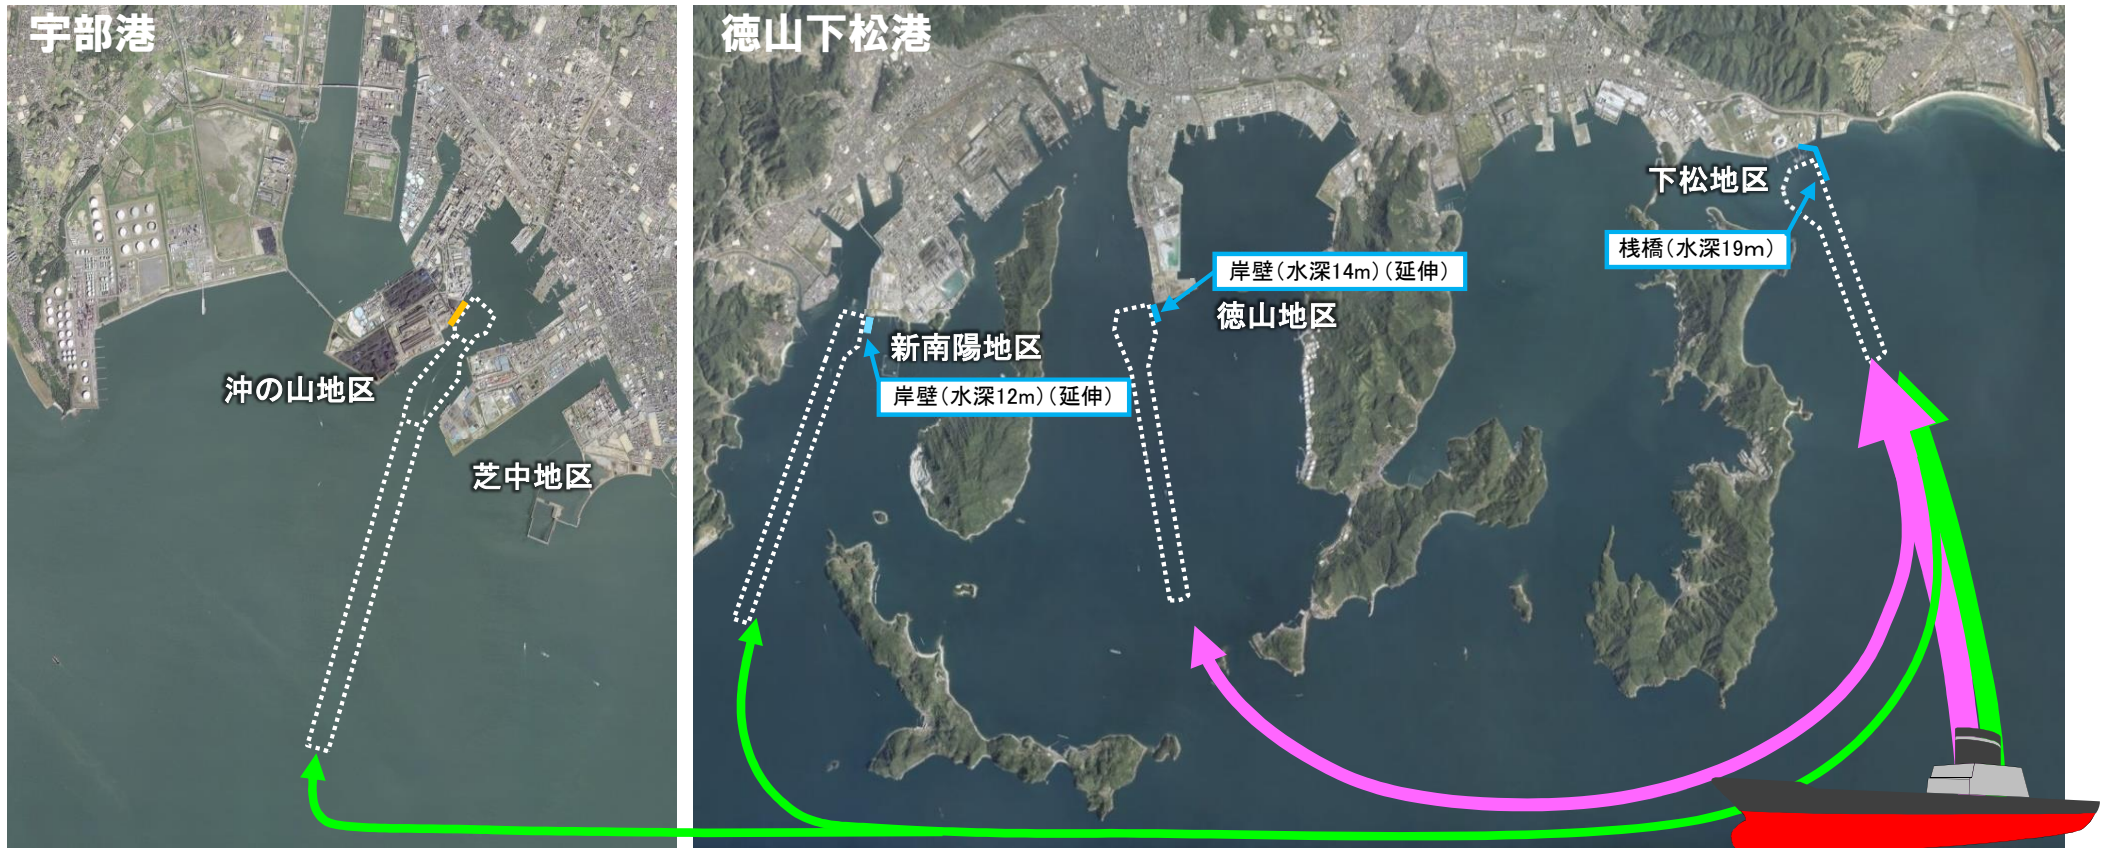 宇部港
沖の山地区
芝中地区
徳山下松港
下松地区
桟橋（水深19ｍ）
岸壁（水深14m）（延伸）
徳山地区
新南陽地区
岸壁（水深12m）（延伸）